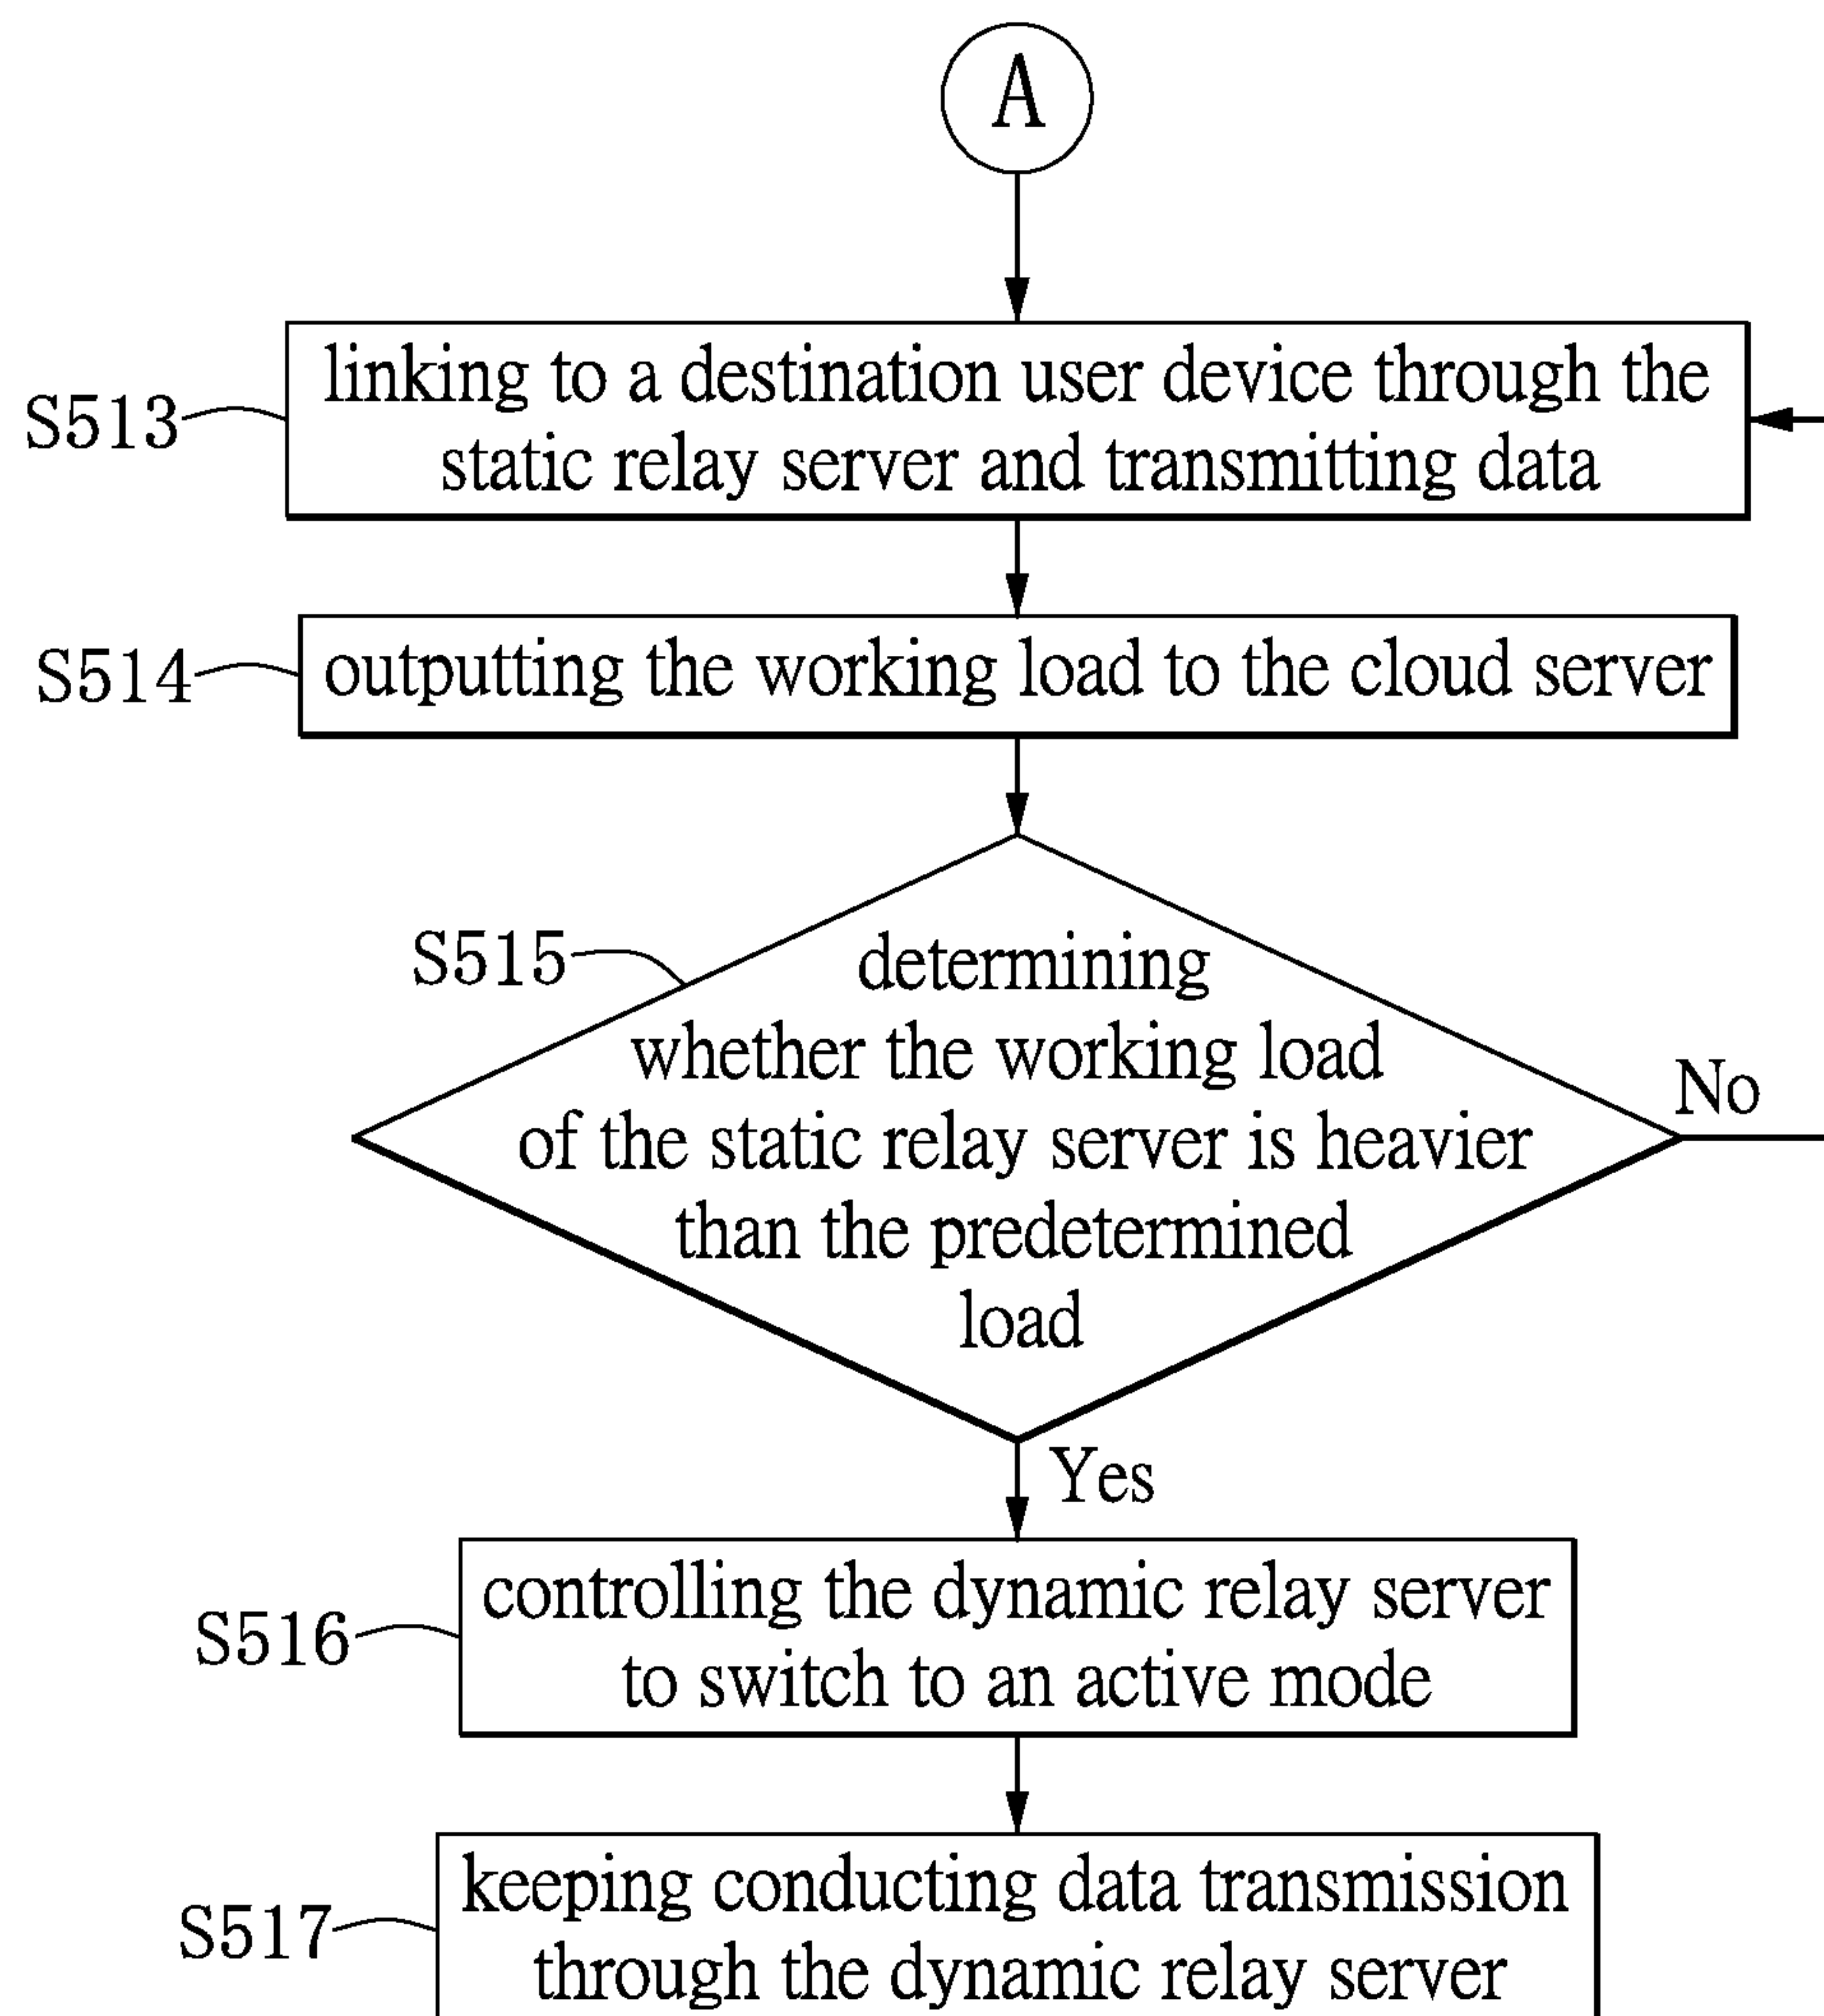 A
S513
linking to a destination user device through the
static relay server and transmitting data
S514
outputting the working load to the cloud server
S515
determining
whether the working load
of the static relay server is heavier
than the predetermined
load
No
Yes
S516
controlling the dynamic relay server
to switch to an active mode
S517
keeping conducting data transmission
through the dynamic relay server